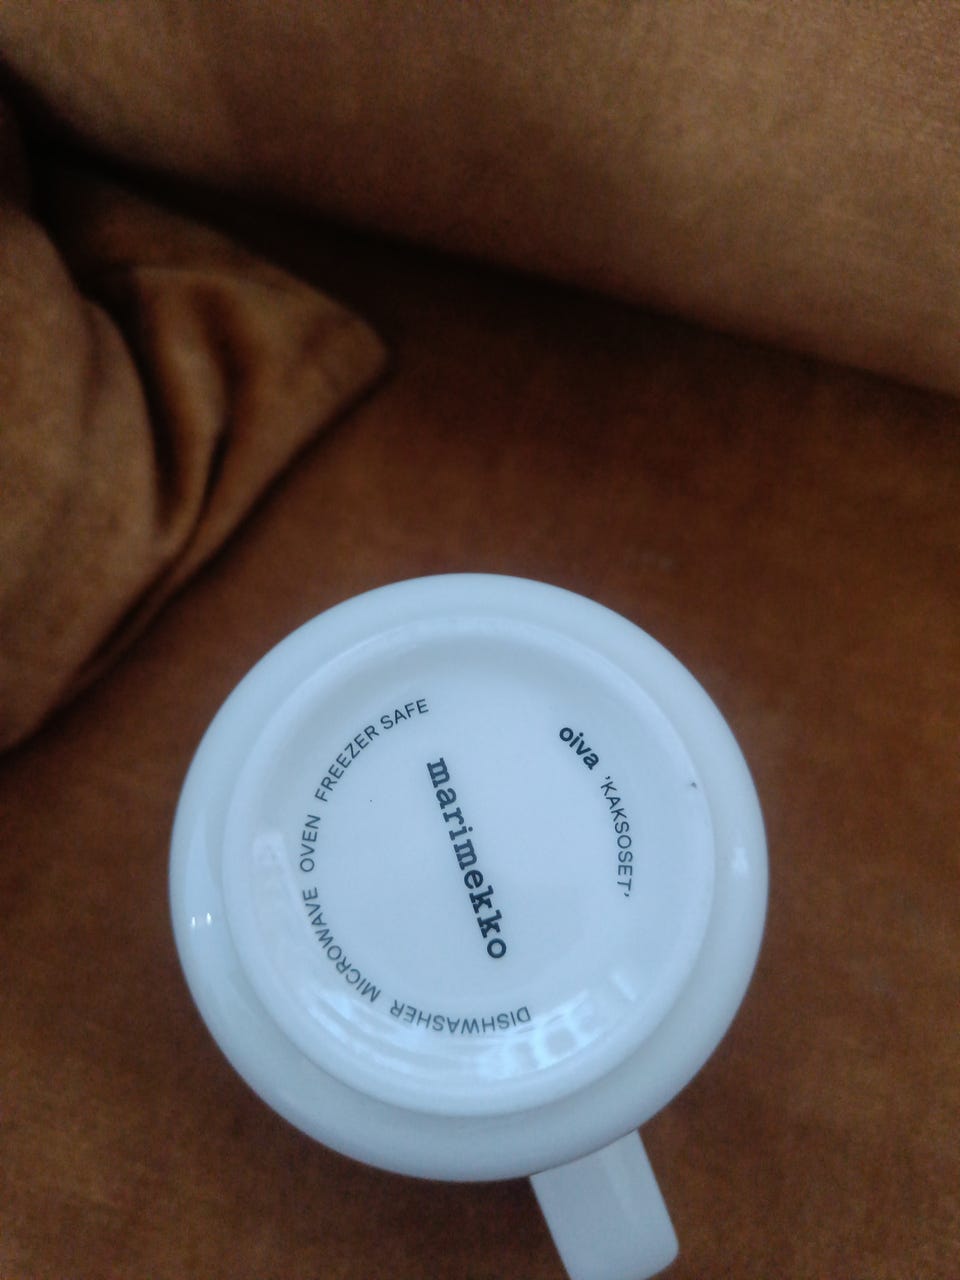 oiva 'KAKSOSET'
marimekko
DISHWASHER MICROWAVE OVEN FREEZER SAFE